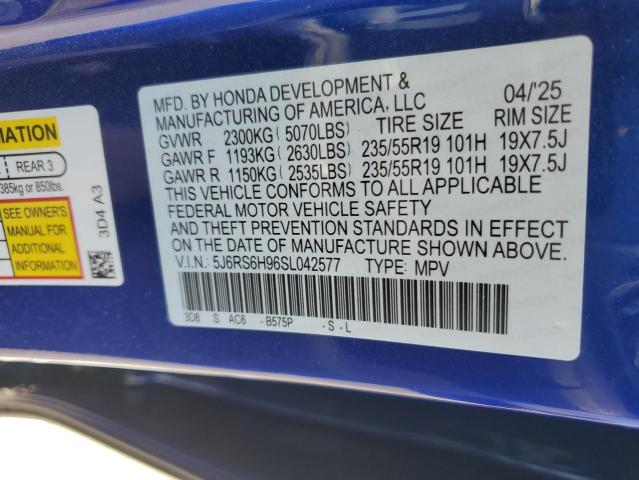 MATION
REAR 3
385kg or 850lbs.
SEE OWNER'S
MANUAL FOR
ADDITIONAL
INFORMATION
3D4 A3
MFD. BY HONDA DEVELOPMENT &
MANUFACTURING OF AMERICA, LLC 04/'25
GVWR 2300KG (5070LBS) TIRE SIZE RIM SIZE
GAWR F 1193KG (2630LBS) 235/55R19 101H 19X7.5J
GAWR R 1150KG (2535LBS) 235/55R19 101H 19X7.5J
THIS VEHICLE CONFORMS TO ALL APPLICABLE
FEDERAL MOTOR VEHICLE SAFETY
AND THEFT PREVENTION STANDARDS IN EFFECT
ON THE DATE OF MANUFACTURE SHOWN ABOVE.
V.I.N.: 5J6RS6H96SL042577 TYPE: MPV
3D8 S AC6 -B575P -S-L